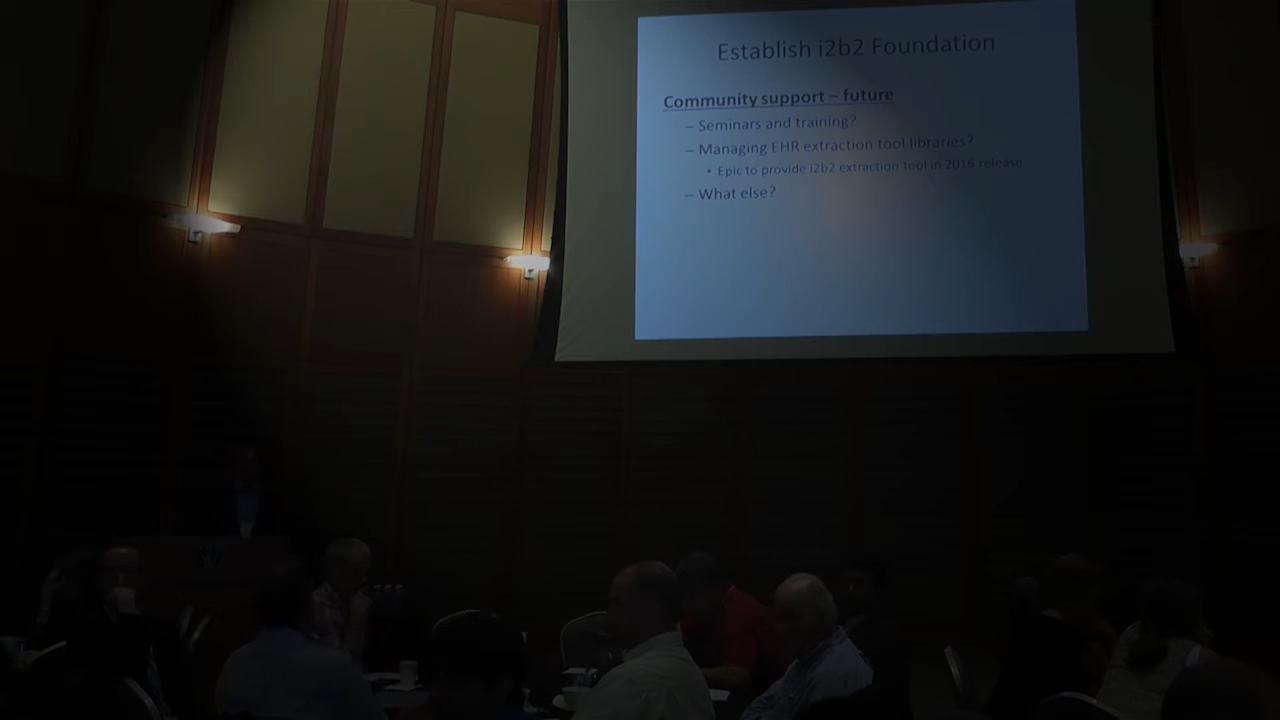 Establish i2b2 Foundation
Community support – future
– Seminars and training?
– Managing EHR extraction tool libraries?
• Epic to provide i2b2 extraction tool in 2016 release
– What else?